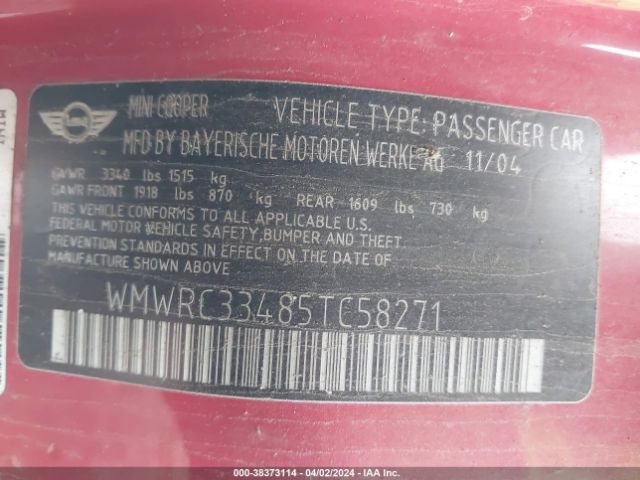 MINI COOPER
VEHICLE TYPE: PASSENGER CAR
MFD BY BAYERISCHE MOTOREN WERKE AG 11/04
GVWR 3340 lbs 1515 kg
GAWR FRONT 1918 lbs 870 kg REAR 1609 lbs 730 kg
THIS VEHICLE CONFORMS TO ALL APPLICABLE U.S.
FEDERAL MOTOR VEHICLE SAFETY, BUMPER AND THEFT
PREVENTION STANDARDS IN EFFECT ON THE DATE OF
MANUFACTURE SHOWN ABOVE
WMWRC33485TC58271
000-38373114 - 04/02/2024 - IAA Inc.